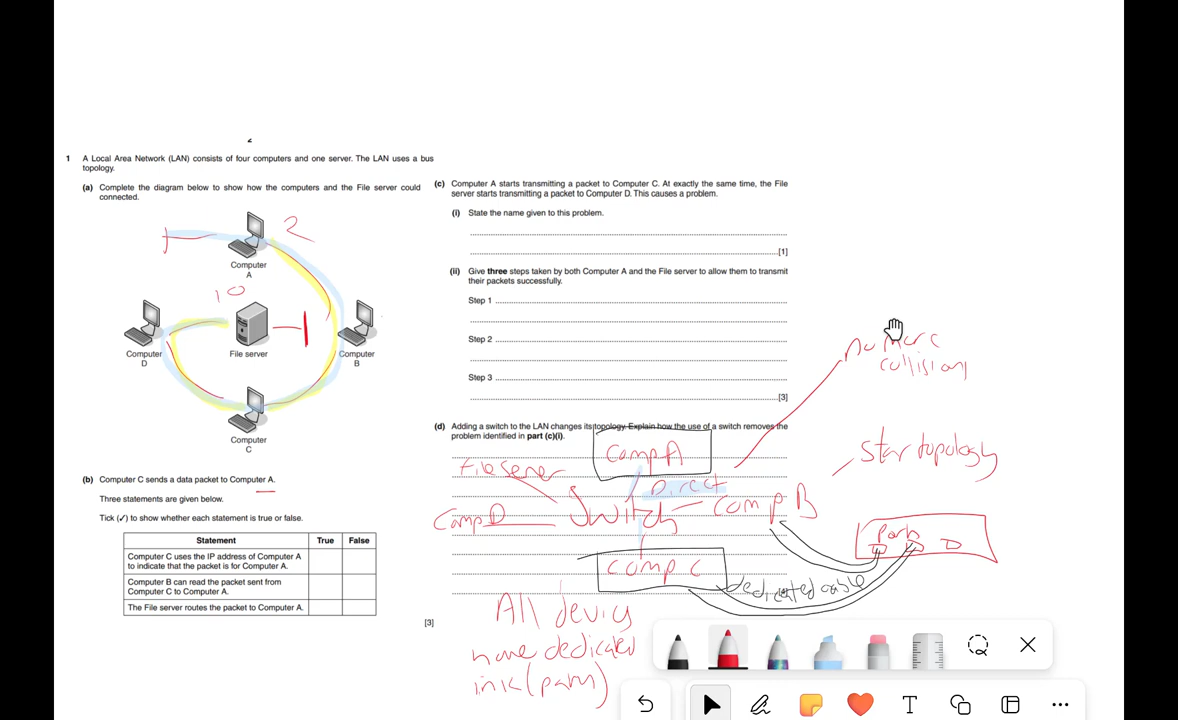 1 A Local Area Network (LAN) consists of four computers and one server. The LAN uses a bus
topology.
(a) Complete the diagram below to show how the computers and the File server could
connected.
2
Computer
A
10
Computer
D
File server
Computer
B
Computer
C
(b) Computer C sends a data packet to Computer A.
Three statements are given below.
Tick (✓) to show whether each statement is true or false.
Statement True False
Computer C uses the IP address of Computer A
to indicate that the packet is for Computer A.
Computer B can read the packet sent from
Computer C to Computer A.
The File server routes the packet to Computer A.
[3]
(c) Computer A starts transmitting a packet to Computer C. At exactly the same time, the File
server starts transmitting a packet to Computer D. This causes a problem.
(i) State the name given to this problem.
[1]
(ii) Give three steps taken by both Computer A and the File server to allow them to transmit
their packets successfully.
Step 1
Step 2
Step 3
[3]
(d) Adding a switch to the LAN changes its topology. Explain how the use of a switch removes the
problem identified in part (c)(i).
Comp A
File Server
Direct
Comp D
Switch
Comp B
Comp C
dedicated cable
All
have dedicated
no more
collision
Star topology
T